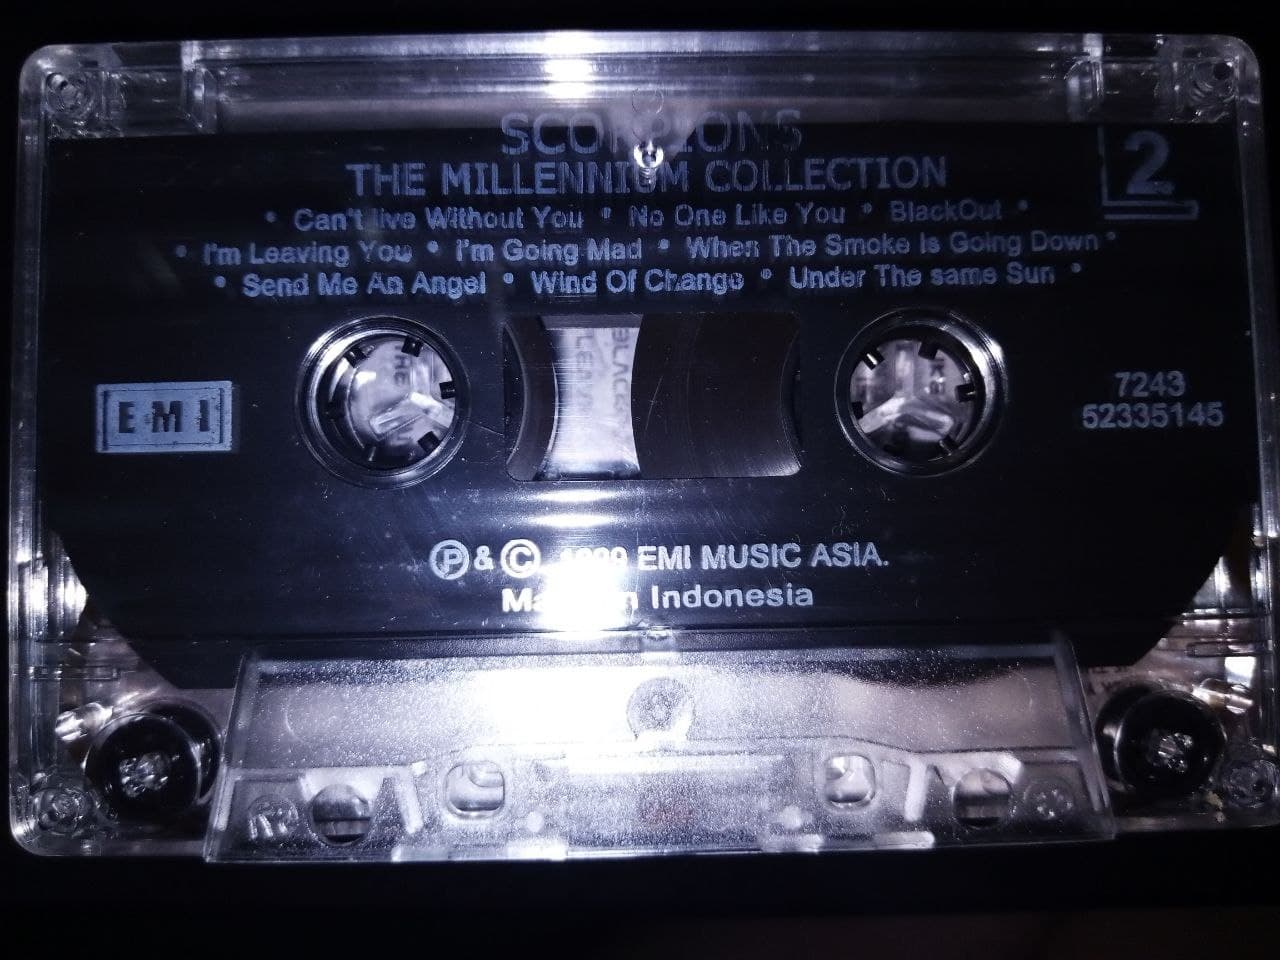 SCORPIONS
THE MILLENNIUM COLLECTION
2
• Can't live Without You • No One Like You • BlackOut •
• I'm Leaving You • I'm Going Mad • When The Smoke Is Going Down •
• Send Me An Angel • Wind Of Change • Under The same Sun •
EMI
7243
52335145
Ⓟ & © EMI MUSIC ASIA.
Indonesia